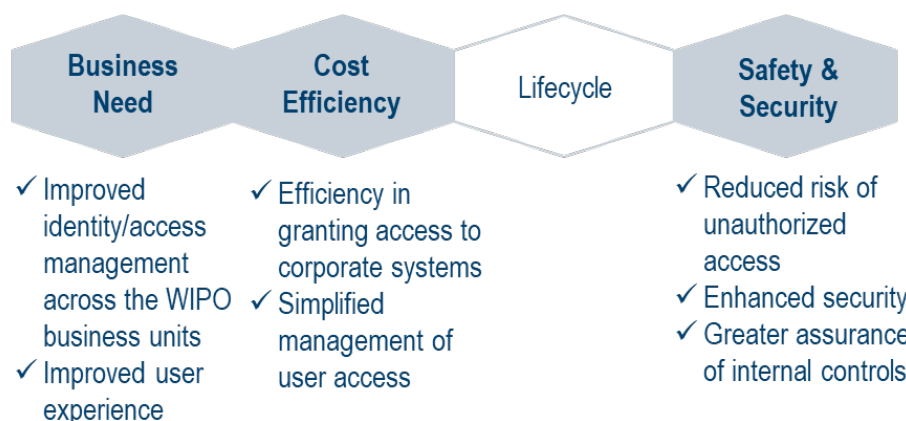 Business
Need
Cost
Efficiency
Lifecycle
Safety &
Security
✓ Improved
identity/access
management
across the WIPO
business units
✓ Improved user
experience
✓ Efficiency in
granting access to
corporate systems
✓ Simplified
management of
user access
✓ Reduced risk of
unauthorized
access
✓ Enhanced security
✓ Greater assurance
of internal controls